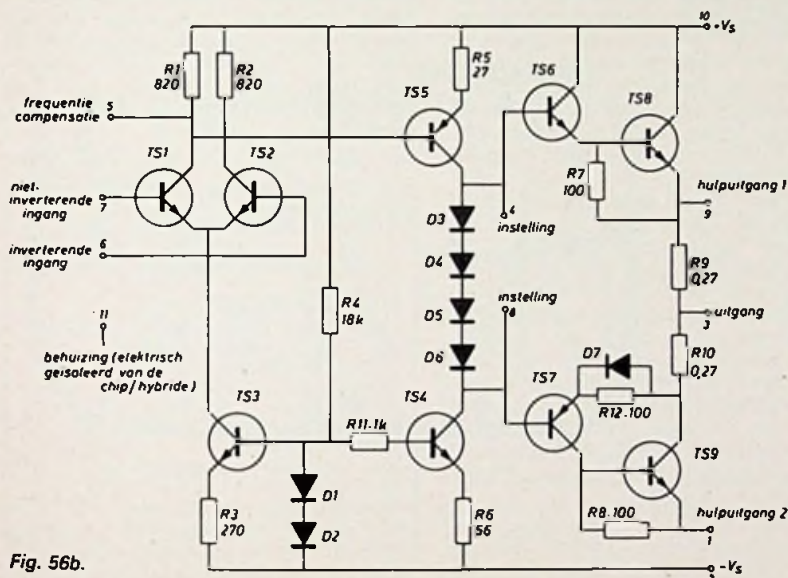 10
+Vs
R1
820
R2
820
R5
27
TS6
TS5
TS8
frequentie
compensatie
5
TS1
TS2
R7
100
niet-
inverterende
ingang
7
hulpuitgang 1
9
D3
4
instelling
6
inverterende
ingang
D4
R9
0,27
instelling
8
R4
18k
D5
uitgang
3
11
behuizing (elektrisch
geïsoleerd van de
chip/hybride)
D6
D7
R10
0,27
TS7
TS3
TS4
R12·100
R11·1k
TS9
D1
R3
270
D2
R6
56
R8·100
hulpuitgang 2
1
-Vs
Fig. 56b.